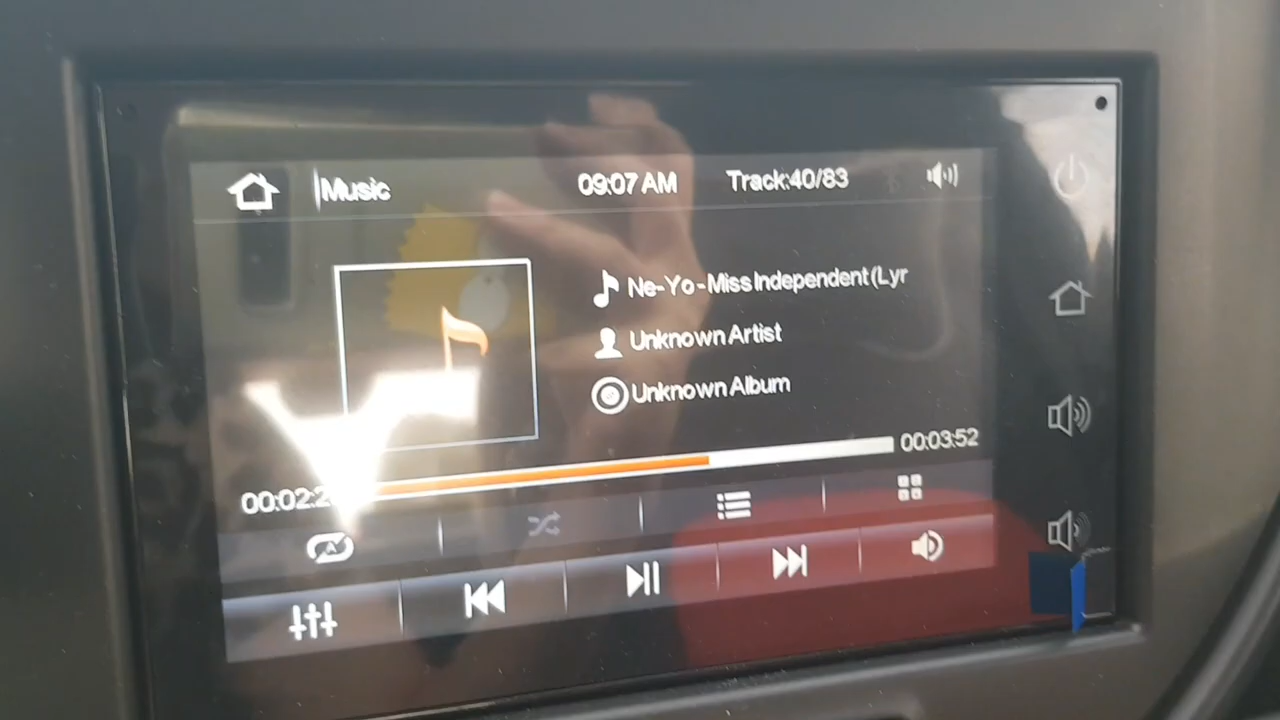 Music 09:07 AM Track:40/83
Ne-Yo-Miss Independent (Lyr
Unknown Artist
Unknown Album
00:03:52
00:02:2